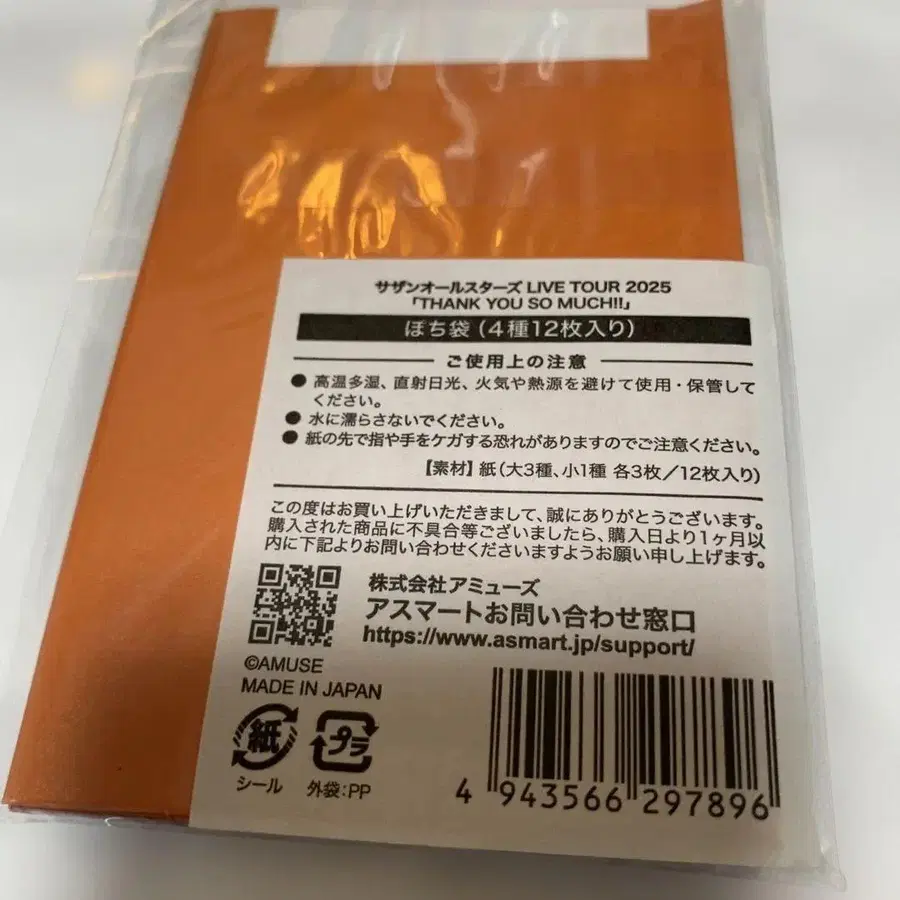 サザンオールスターズ LIVE TOUR 2025
「THANK YOU SO MUCH!!」
ぽち袋（4種12枚入り）
ご使用上の注意
● 高温多湿、直射日光、火気や熱源を避けて使用・保管して
ください。
● 水に濡らさないでください。
● 紙の先で指や手をケガする恐れがありますのでご注意ください。
【素材】紙（大3種、小1種 各3枚／12枚入り）
この度はお買い上げいただきまして、誠にありがとうございます。
購入された商品に不具合等ございましたら、購入日より1ヶ月以
内に下記よりお問い合わせくださいますようお願い申し上げます。
株式会社アミューズ
アスマートお問い合わせ窓口
https://www.asmart.jp/support/
©AMUSE
MADE IN JAPAN
紙
シール
プラ
外袋：PP
4 943566 297896